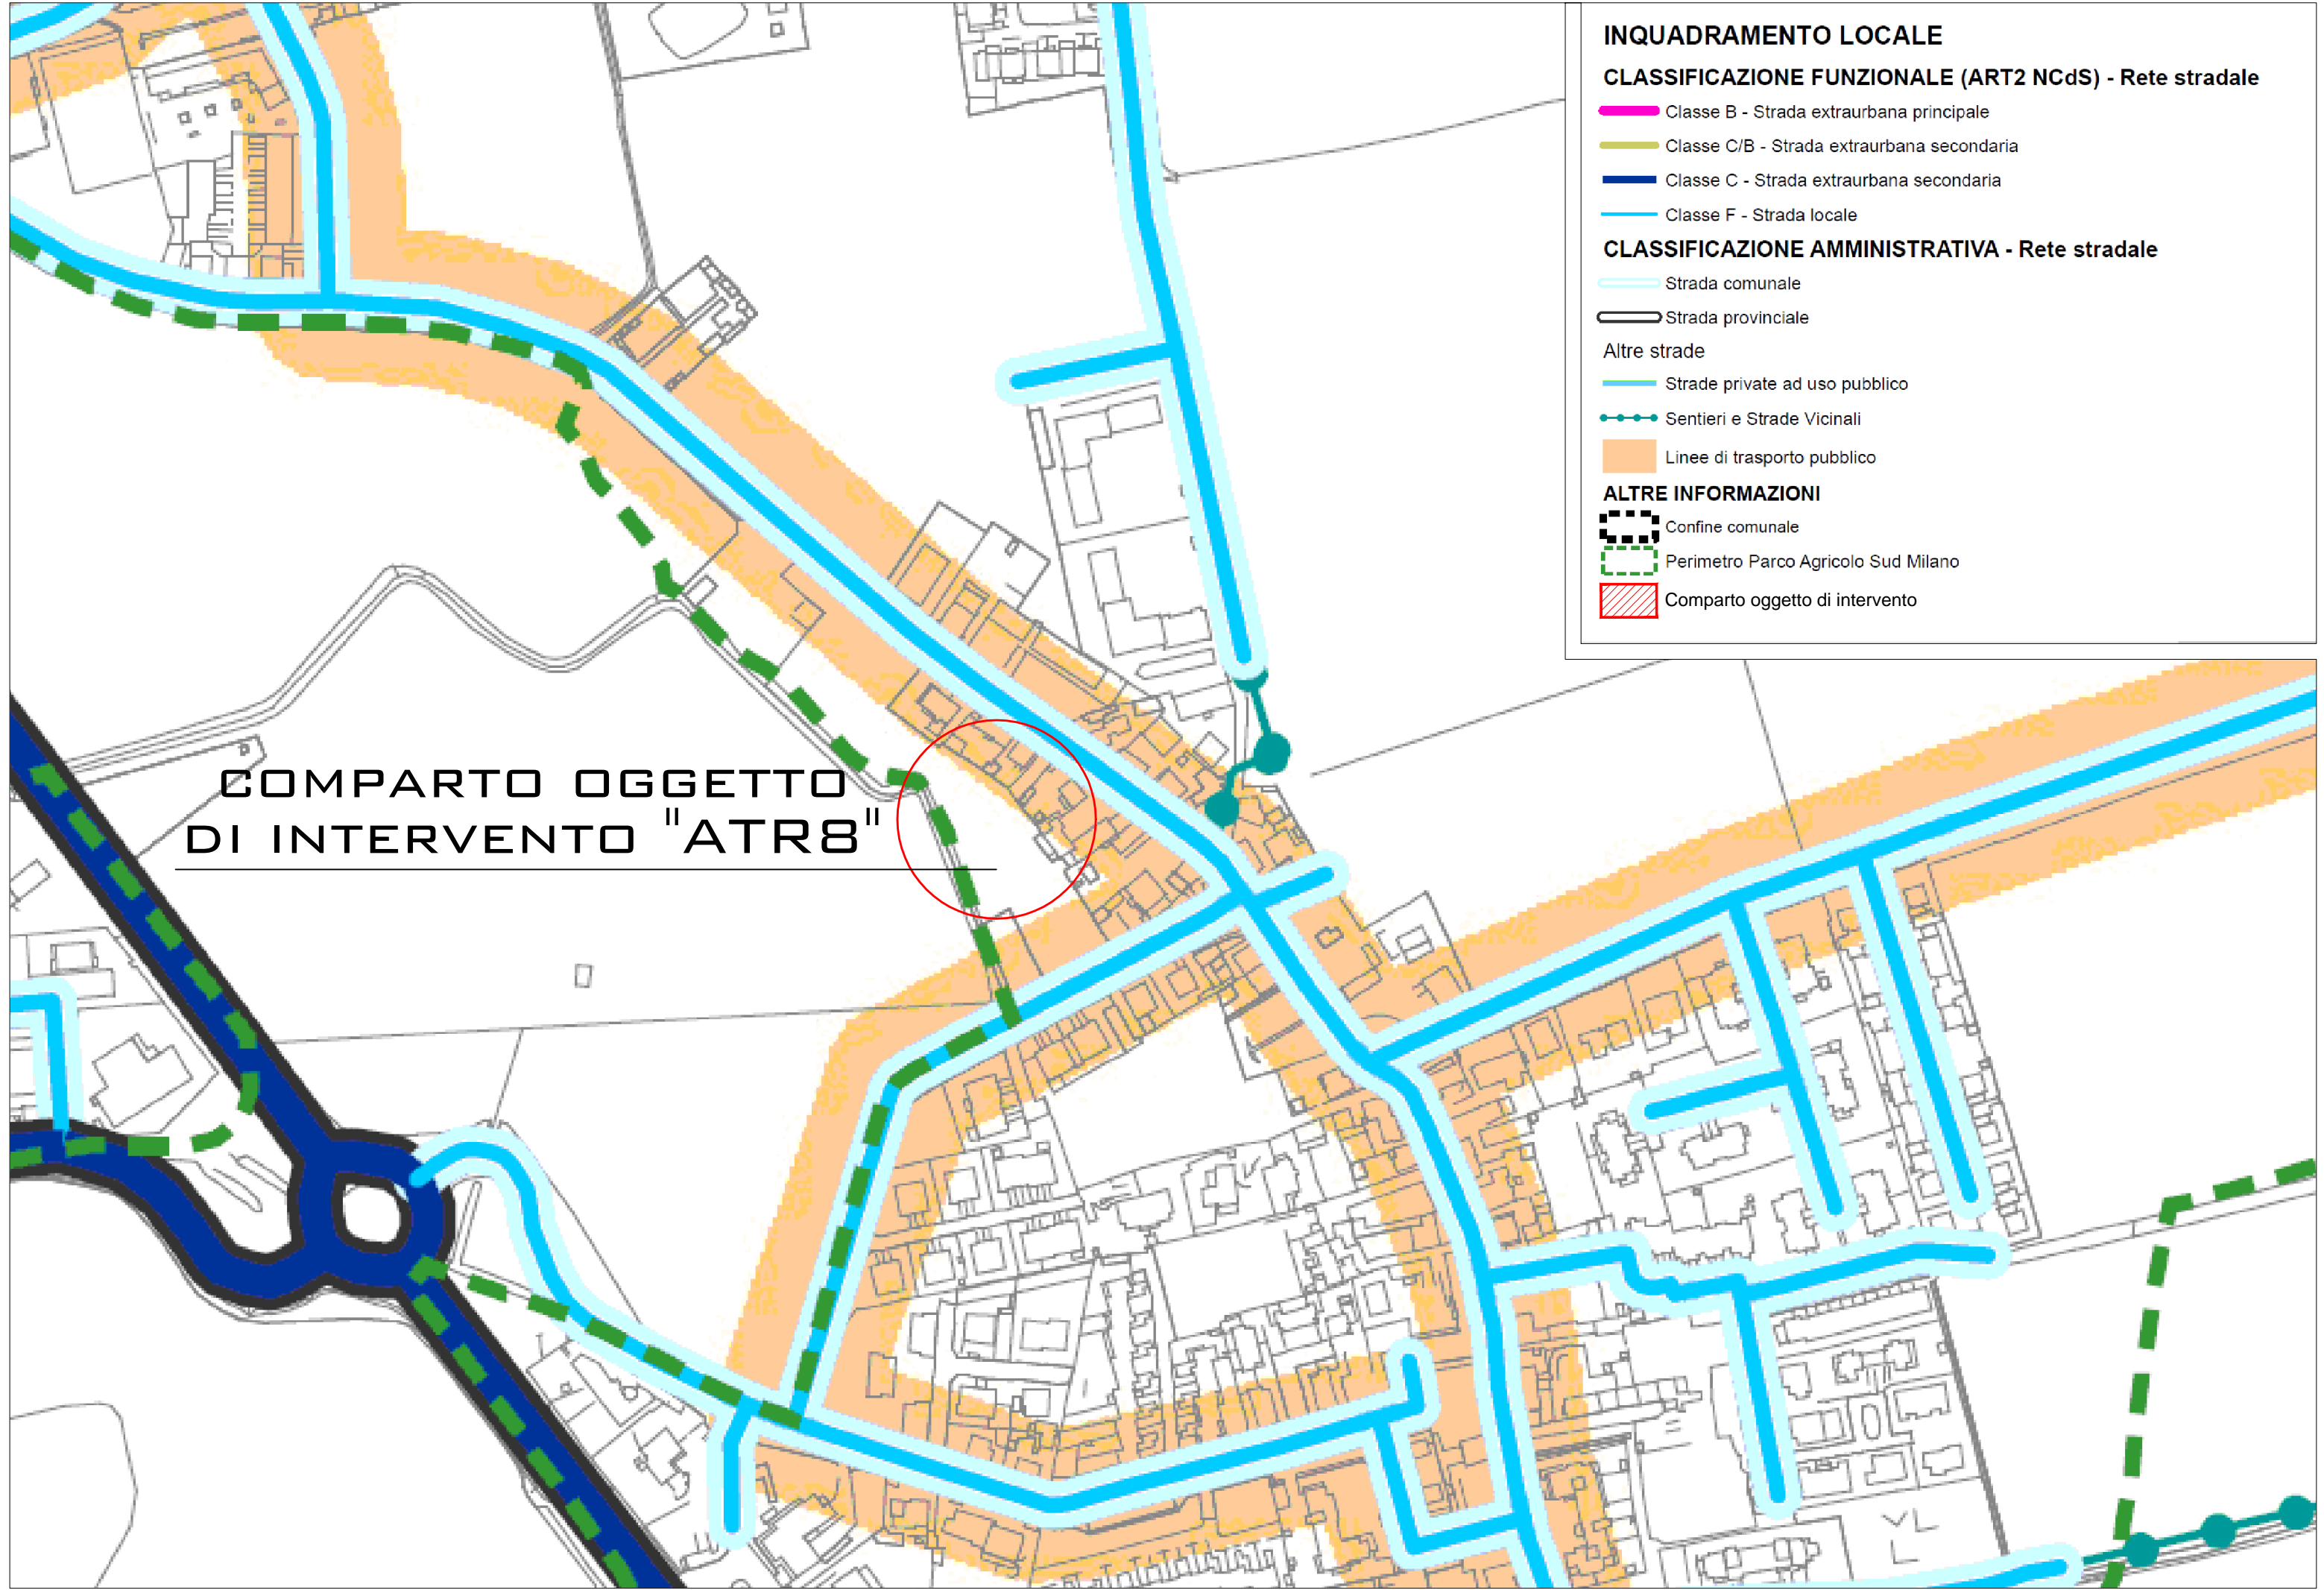 INQUADRAMENTO LOCALE
CLASSIFICAZIONE FUNZIONALE (ART2 NCdS) - Rete stradale
Classe B - Strada extraurbana principale
Classe C/B - Strada extraurbana secondaria
Classe C - Strada extraurbana secondaria
Classe F - Strada locale
CLASSIFICAZIONE AMMINISTRATIVA - Rete stradale
Strada comunale
Strada provinciale
Altre strade
Strade private ad uso pubblico
Sentieri e Strade Vicinali
Linee di trasporto pubblico
ALTRE INFORMAZIONI
Confine comunale
Perimetro Parco Agricolo Sud Milano
Comparto oggetto di intervento
COMPARTO OGGETTO
DI INTERVENTO "ATR8"